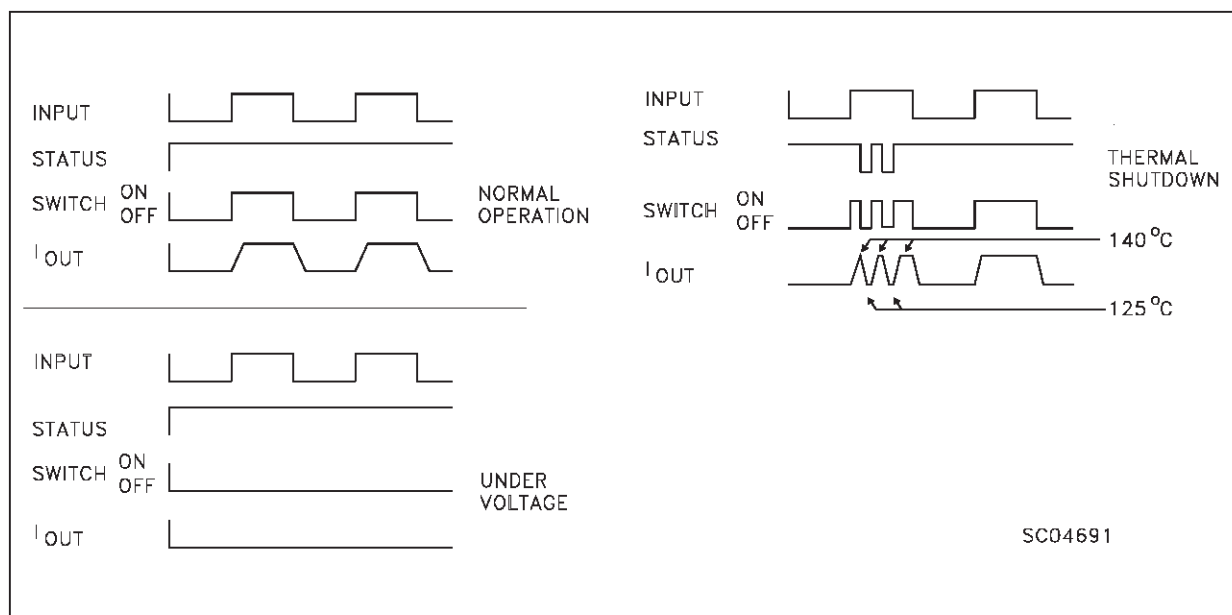 INPUT
STATUS
SWITCH ON
OFF
I OUT
NORMAL
OPERATION
INPUT
STATUS
SWITCH ON
OFF
I OUT
UNDER
VOLTAGE
INPUT
STATUS
SWITCH ON
OFF
I OUT
THERMAL
SHUTDOWN
140 °C
125 °C
SC04691